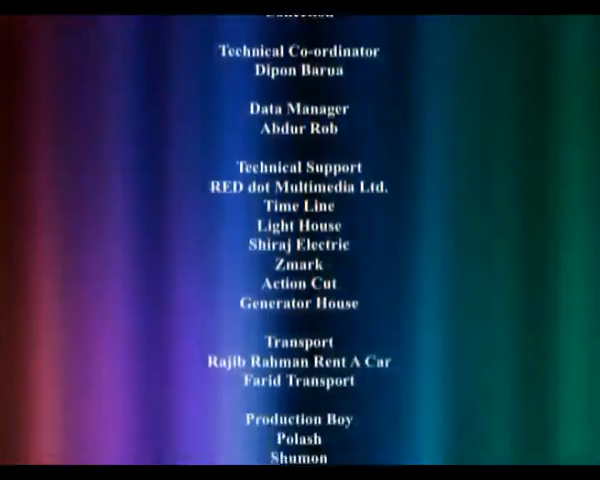 Technical Co-ordinator
Dipon Barua
Data Manager
Abdur Rob
Technical Support
RED dot Multimedia Ltd.
Time Line
Light House
Shiraj Electric
Zmark
Action Cut
Generator House
Transport
Rajib Rahman Rent A Car
Farid Transport
Production Boy
Polash
Shumon